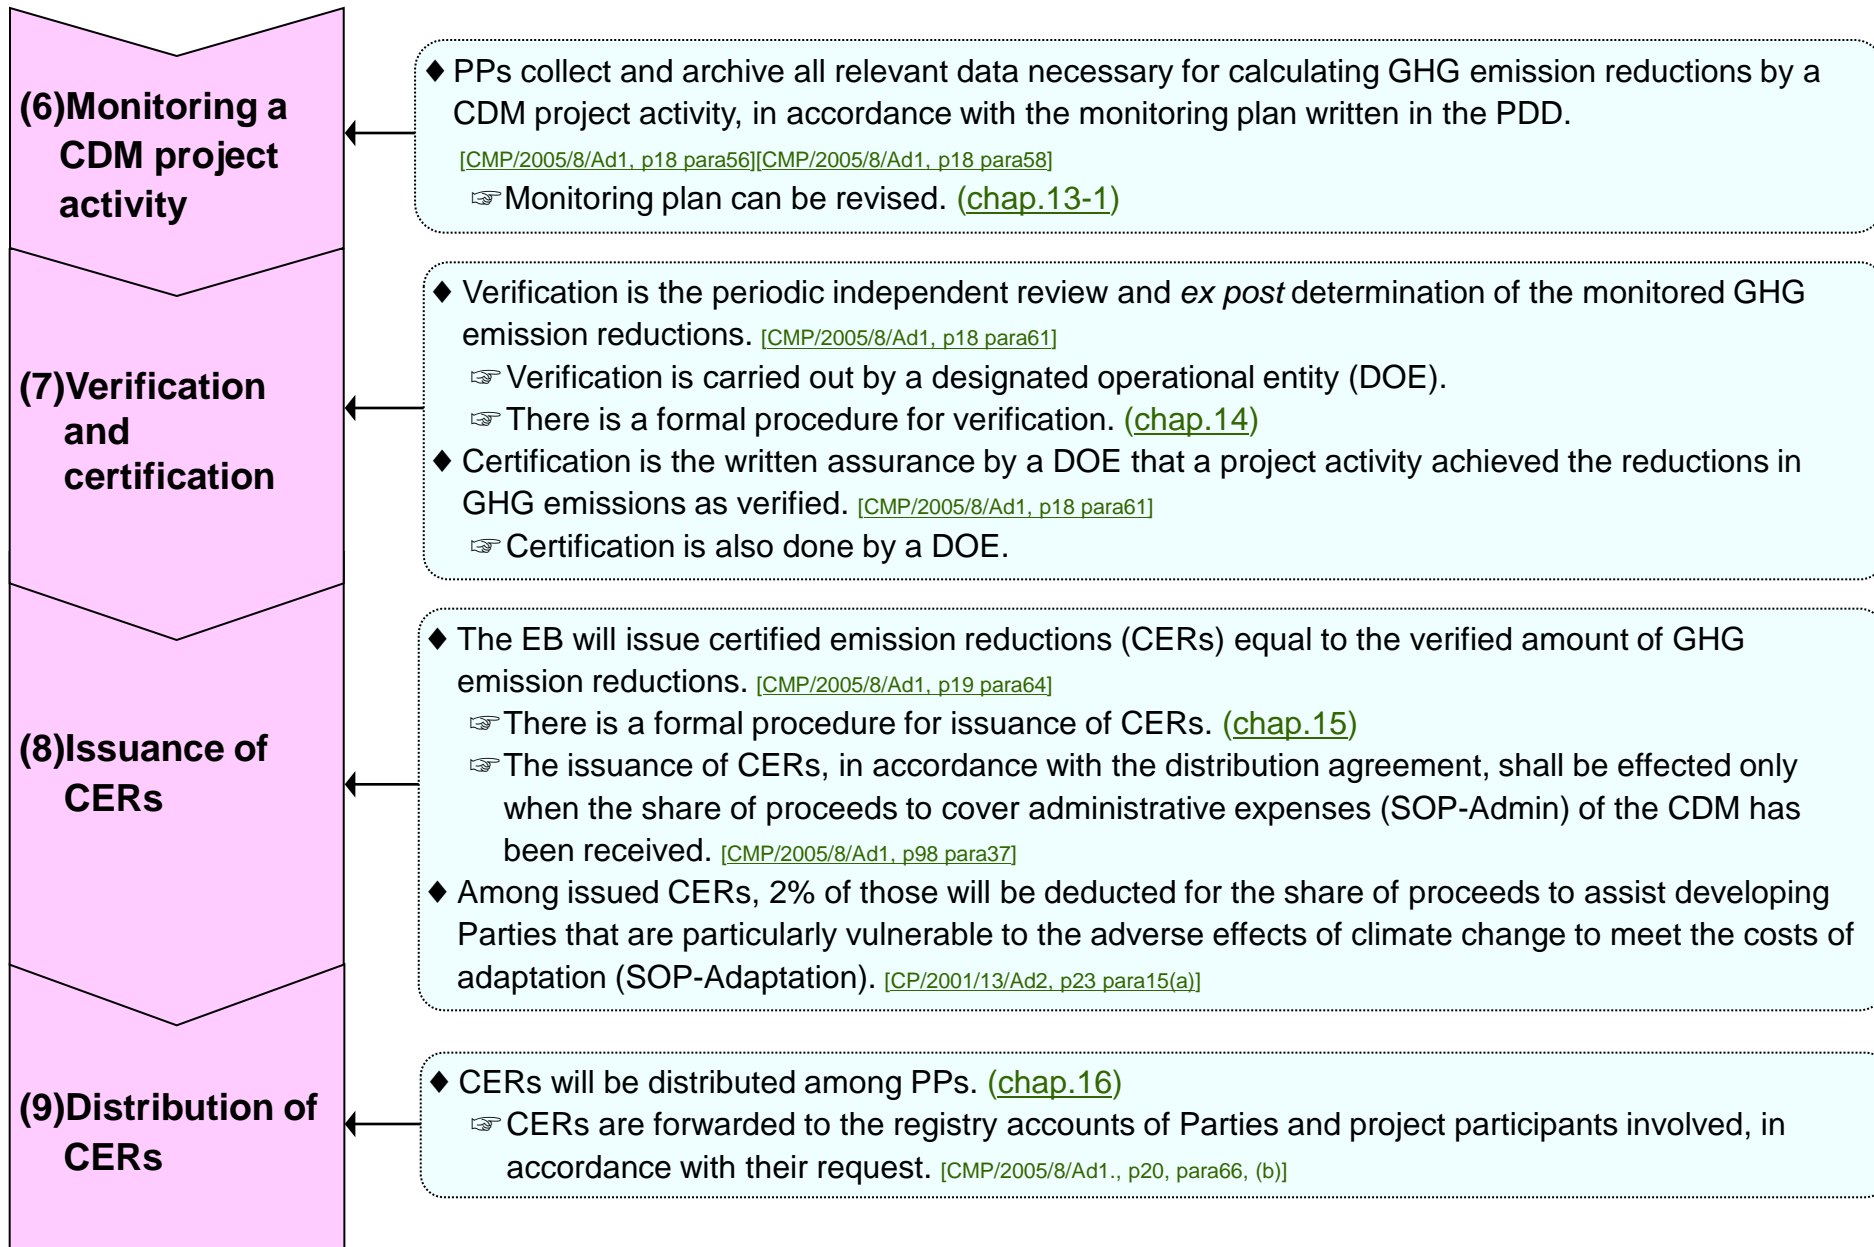 (6)Monitoring a
CDM project
activity
♦ PPs collect and archive all relevant data necessary for calculating GHG emission reductions by a
CDM project activity, in accordance with the monitoring plan written in the PDD.
[CMP/2005/8/Ad1, p18 para56][CMP/2005/8/Ad1, p18 para58]
☞Monitoring plan can be revised. (chap.13-1)
(7)Verification
and
certification
♦ Verification is the periodic independent review and ex post determination of the monitored GHG
emission reductions. [CMP/2005/8/Ad1, p18 para61]
☞Verification is carried out by a designated operational entity (DOE).
☞There is a formal procedure for verification. (chap.14)
♦ Certification is the written assurance by a DOE that a project activity achieved the reductions in
GHG emissions as verified. [CMP/2005/8/Ad1, p18 para61]
☞Certification is also done by a DOE.
(8)Issuance of
CERs
♦ The EB will issue certified emission reductions (CERs) equal to the verified amount of GHG
emission reductions. [CMP/2005/8/Ad1, p19 para64]
☞There is a formal procedure for issuance of CERs. (chap.15)
☞The issuance of CERs, in accordance with the distribution agreement, shall be effected only
when the share of proceeds to cover administrative expenses (SOP-Admin) of the CDM has
been received. [CMP/2005/8/Ad1, p98 para37]
♦ Among issued CERs, 2% of those will be deducted for the share of proceeds to assist developing
Parties that are particularly vulnerable to the adverse effects of climate change to meet the costs of
adaptation (SOP-Adaptation). [CP/2001/13/Ad2, p23 para15(a)]
(9)Distribution of
CERs
♦ CERs will be distributed among PPs. (chap.16)
☞CERs are forwarded to the registry accounts of Parties and project participants involved, in
accordance with their request. [CMP/2005/8/Ad1., p20, para66, (b)]